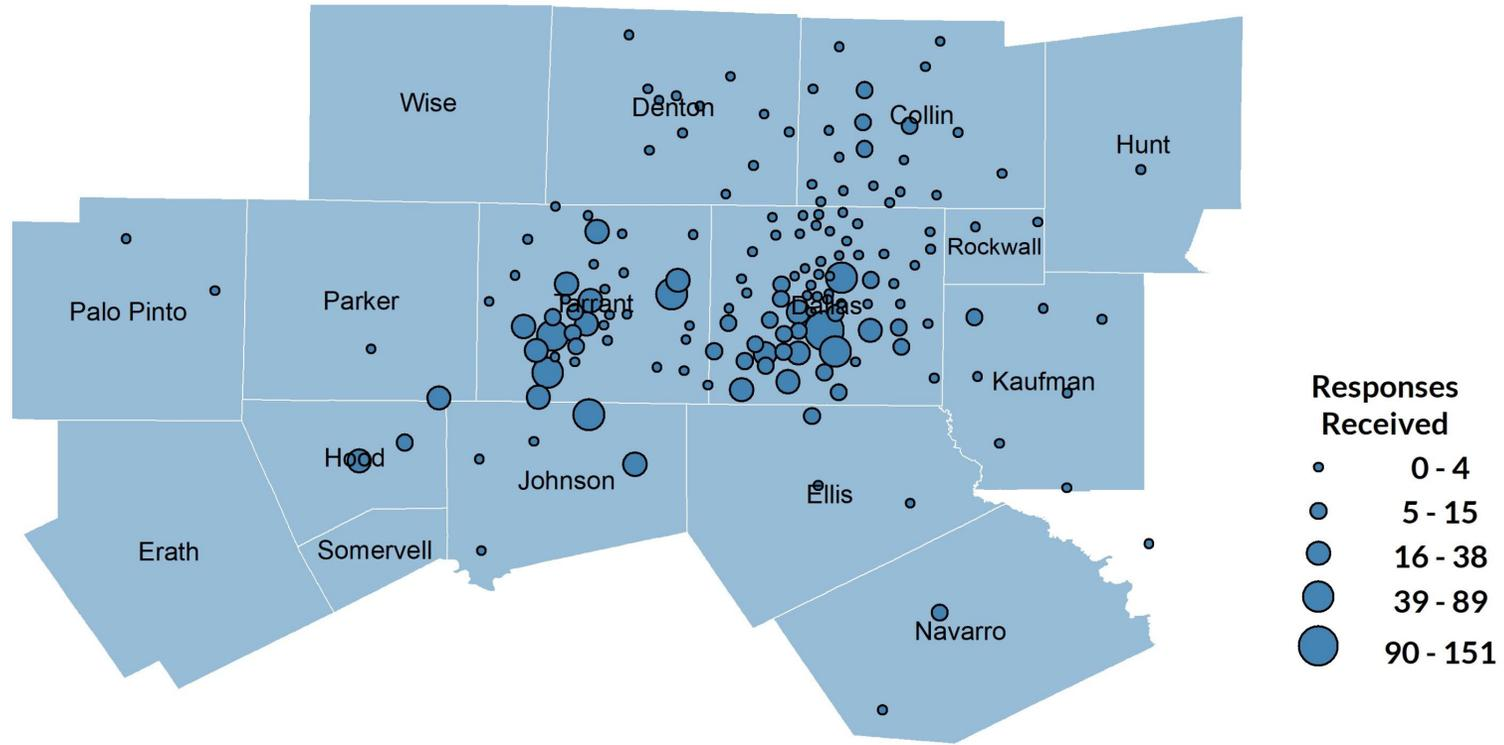 Wise
Denton
Collin
Hunt
Palo Pinto
Parker
Tarrant
Dallas
Rockwall
Kaufman
Hood
Johnson
Ellis
Erath
Somervell
Navarro
Responses
Received
0 - 4
5 - 15
16 - 38
39 - 89
90 - 151